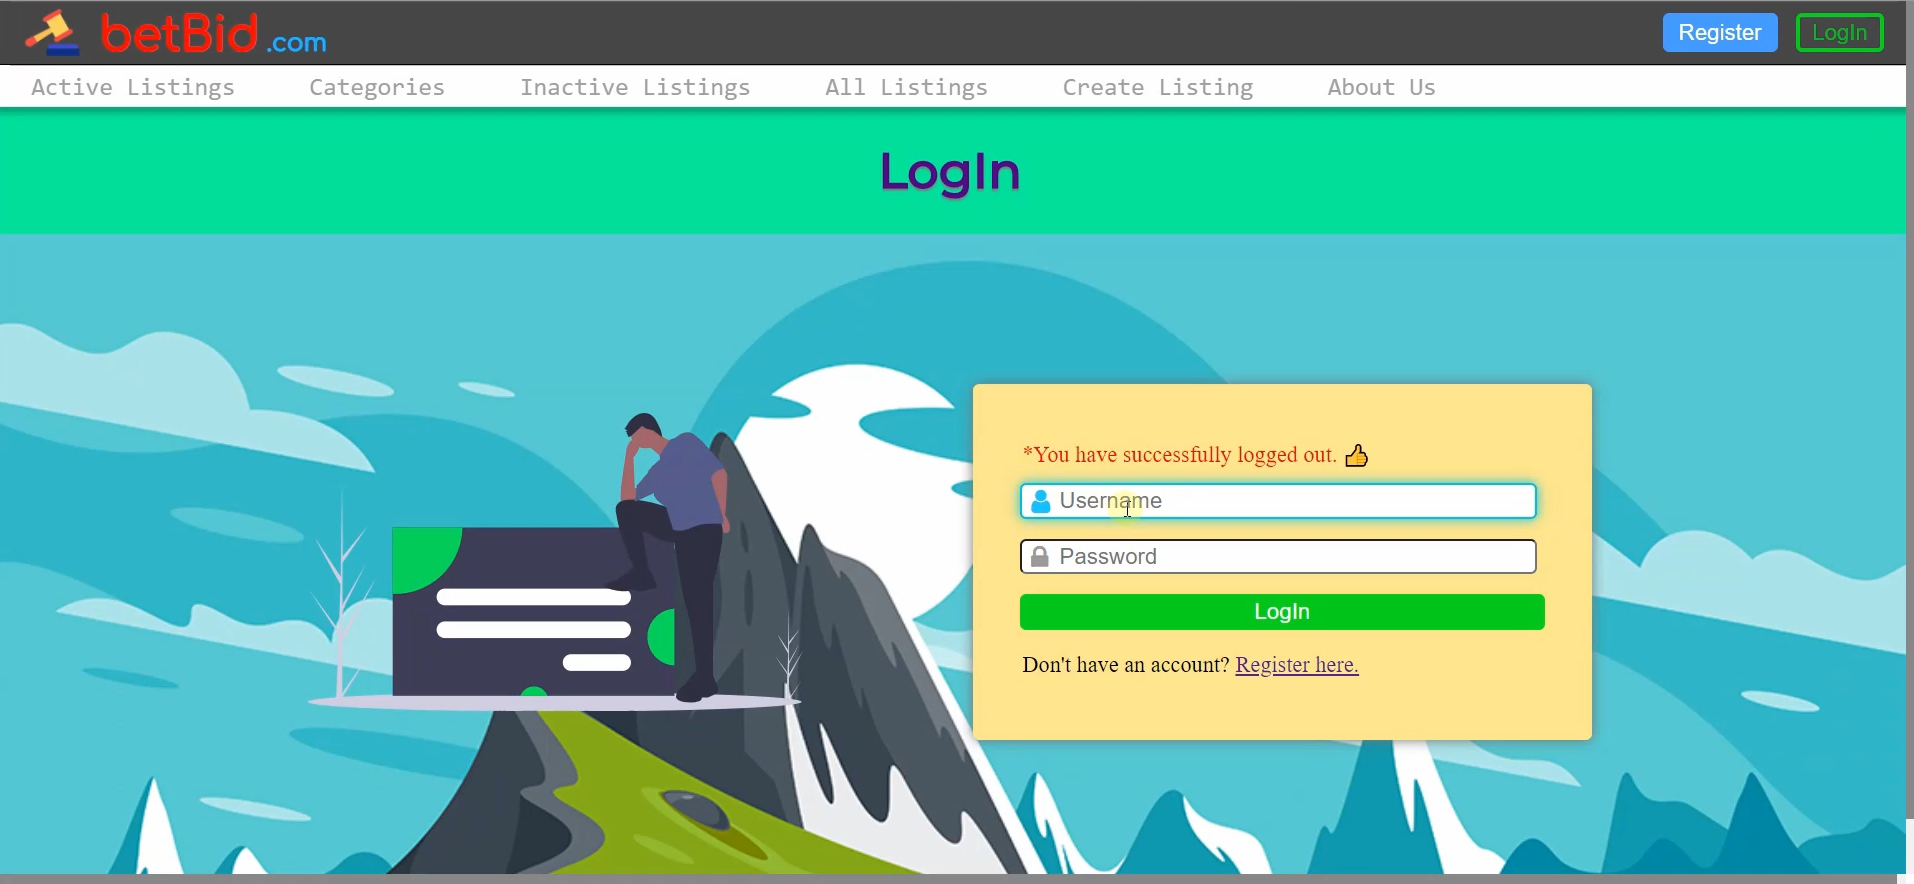 betBid.com
Register
LogIn
Active Listings
Categories
Inactive Listings
All Listings
Create Listing
About Us
LogIn
*You have successfully logged out. 👍
Username
Password
LogIn
Don't have an account? Register here.